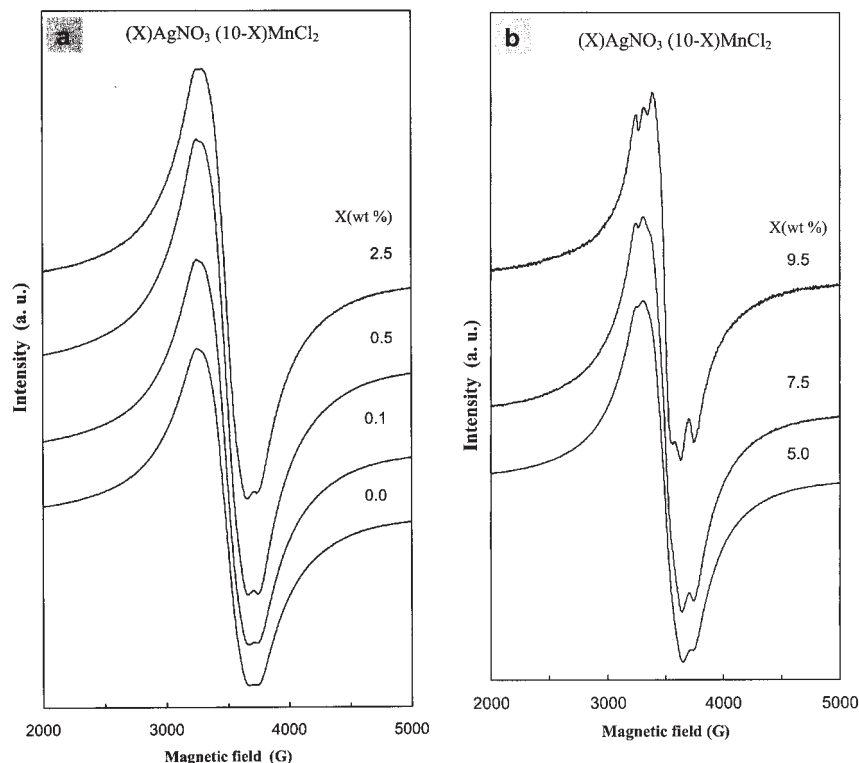 a
(X)AgNO3 (10-X)MnCl2
X(wt %)
2.5
0.5
0.1
0.0
Intensity (a. u.)
2000
3000
4000
5000
Magnetic field (G)
b
(X)AgNO3 (10-X)MnCl2
X(wt %)
9.5
7.5
5.0
Intensity (a. u.)
2000
3000
4000
5000
Magnetic field (G)